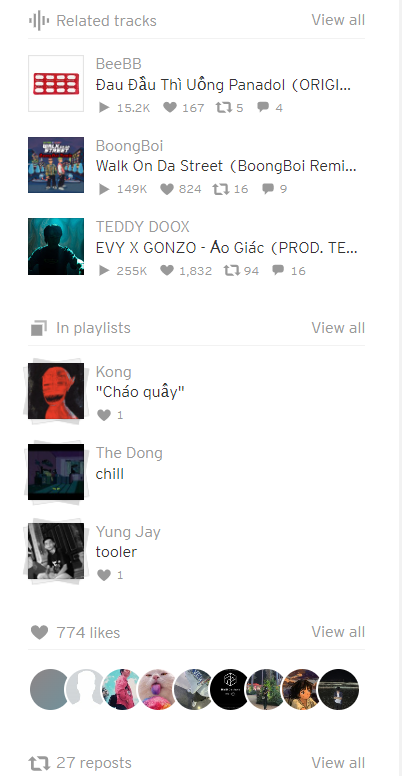 Related tracks View all
BeeBB
Đau Đầu Thì Uống Panadol (ORIGI...
15.2K 167 5 4
BoongBoi
Walk On Da Street (BoongBoi Remi...
149K 824 16 9
TEDDY DOOX
EVY X GONZO - Ảo Giác (PROD. TE...
255K 1,832 94 16
In playlists View all
Kong
"Cháo quẩy"
1
The Dong
chill
Yung Jay
tooler
1
774 likes View all
27 reposts View all